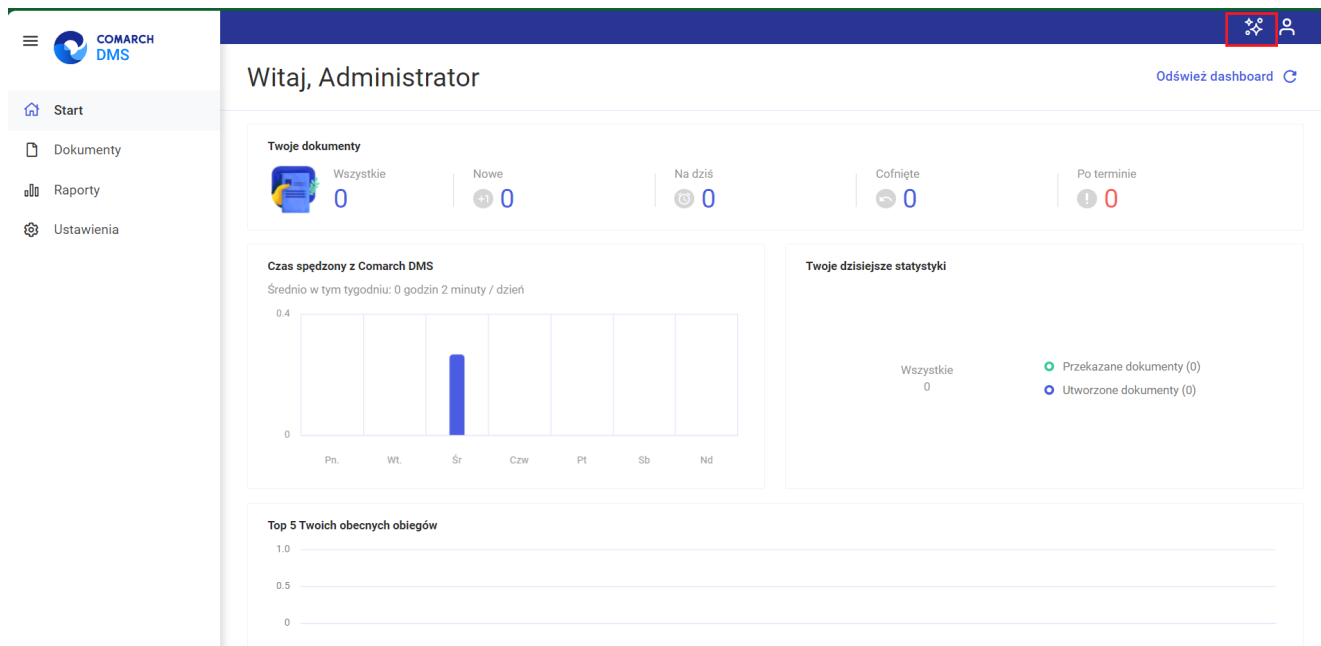 COMARCH
DMS
Start
Dokumenty
Raporty
Ustawienia
Witaj, Administrator
Odśwież dashboard
Twoje dokumenty
Wszystkie
0
Nowe
+1 0
Na dziś
0
Cofnięte
0
Po terminie
! 0
Czas spędzony z Comarch DMS
Średnio w tym tygodniu: 0 godzin 2 minuty / dzień
0.4
0
Pn. Wt. Śr Czw Pt Sb Nd
Twoje dzisiejsze statystyki
Wszystkie
0
Przekazane dokumenty (0)
Utworzone dokumenty (0)
Top 5 Twoich obecnych obiegów
1.0
0.5
0